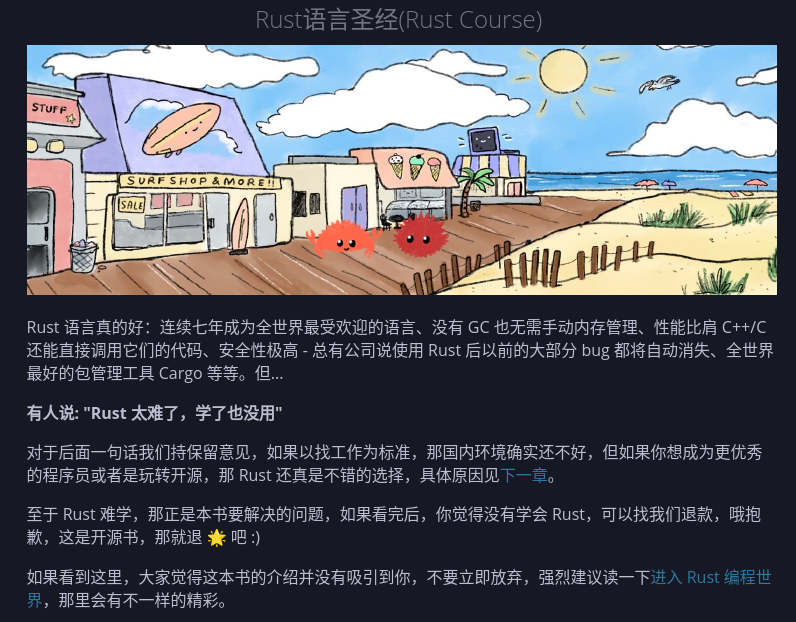 Rust语言圣经(Rust Course)
STUFF
SURF SHOP & MORE!!
SALE
Rust 语言真的好：连续七年成为全世界最受欢迎的语言、没有 GC 也无需手动内存管理、性能比肩 C++/C
还能直接调用它们的代码、安全性极高 - 总有公司说使用 Rust 后以前的大部分 bug 都将自动消失、全世界
最好的包管理工具 Cargo 等等。但...
有人说: "Rust 太难了，学了也没用"
对于后面一句话我们持保留意见，如果以找工作为标准，那国内环境确实还不好，但如果你想成为更优秀
的程序员或者是玩转开源，那 Rust 还真是不错的选择，具体原因见下一章。
至于 Rust 难学，那正是本书要解决的问题，如果看完后，你觉得没有学会 Rust，可以找我们退款，哦抱
歉，这是开源书，那就退 🌟 吧 :)
如果看到这里，大家觉得这本书的介绍并没有吸引到你，不要立即放弃，强烈建议读一下进入 Rust 编程世
界，那里会有不一样的精彩。